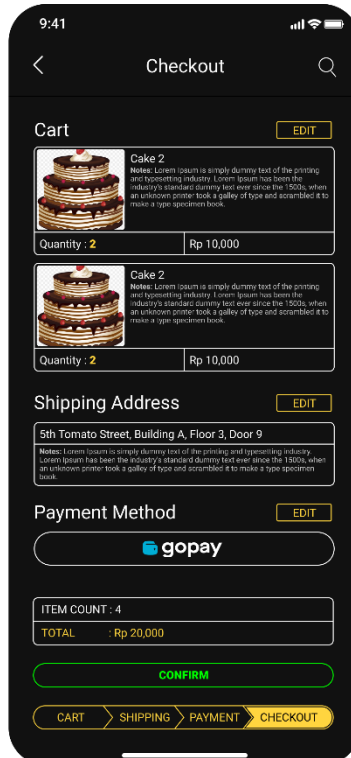 9:41
Checkout
Cart
EDIT
Cake 2
Notes: Lorem Ipsum is simply dummy text of the printing
and typesetting industry. Lorem Ipsum has been the
industry's standard dummy text ever since the 1500s, when
an unknown printer took a galley of type and scrambled it to
make a type specimen book.
Quantity : 2
Rp 10,000
Cake 2
Notes: Lorem Ipsum is simply dummy text of the printing
and typesetting industry. Lorem Ipsum has been the
industry's standard dummy text ever since the 1500s, when
an unknown printer took a galley of type and scrambled it to
make a type specimen book.
Quantity : 2
Rp 10,000
Shipping Address
EDIT
5th Tomato Street, Building A, Floor 3, Door 9
Notes: Lorem Ipsum is simply dummy text of the printing and typesetting industry.
Lorem Ipsum has been the industry's standard dummy text ever since the 1500s, when
an unknown printer took a galley of type and scrambled it to make a type specimen
book.
Payment Method
EDIT
gopay
ITEM COUNT : 4
TOTAL : Rp 20,000
CONFIRM
CART
SHIPPING
PAYMENT
CHECKOUT